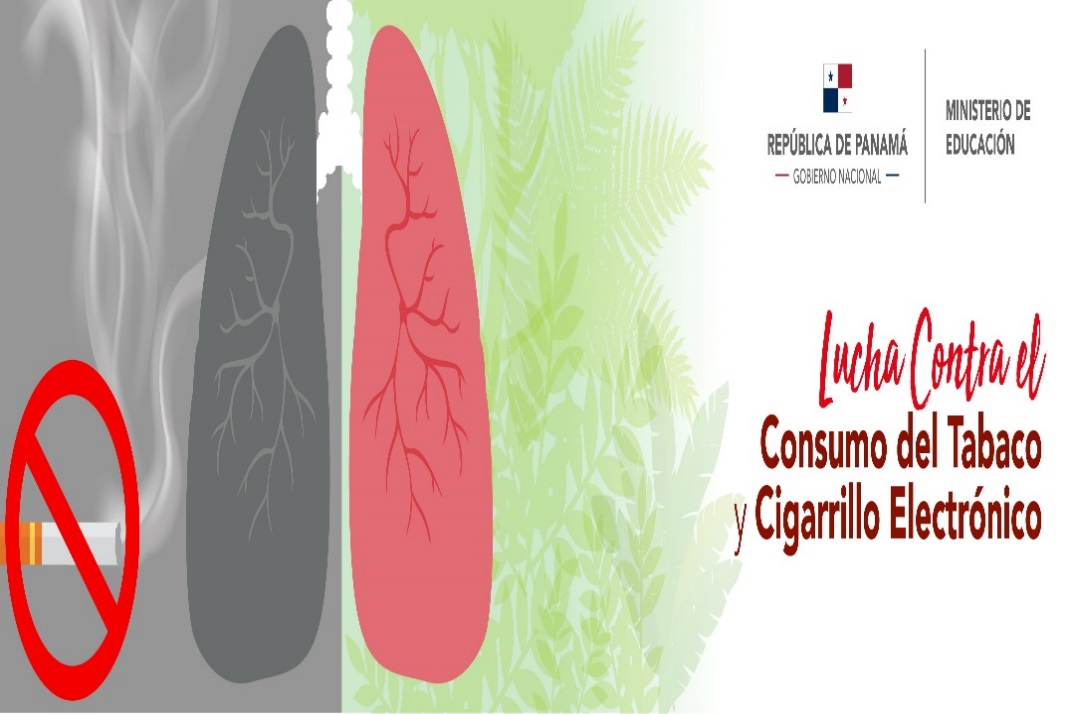 REPÚBLICA DE PANAMÁ
GOBIERNO NACIONAL
MINISTERIO DE
EDUCACIÓN
Lucha Contra el
Consumo del Tabaco
y Cigarrillo Electrónico